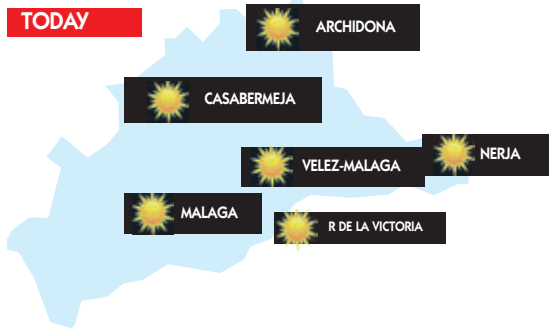 TODAY
ARCHIDONA
CASABERMEJA
NERJA
VELEZ-MALAGA
MALAGA
R DE LA VICTORIA